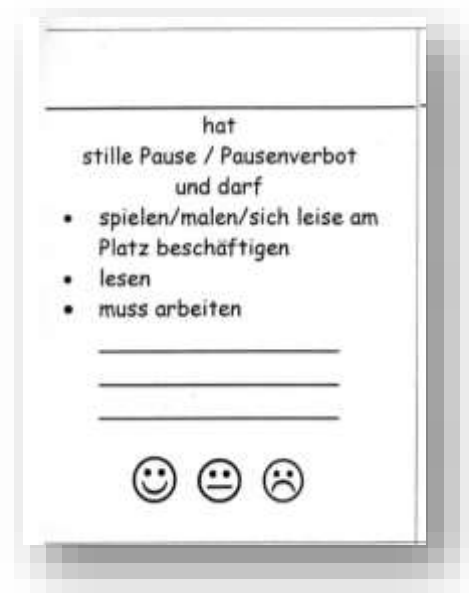 hat
stille Pause / Pausenverbot
und darf
• spielen/malen/sich leise am
Platz beschäftigen
• lesen
• muss arbeiten